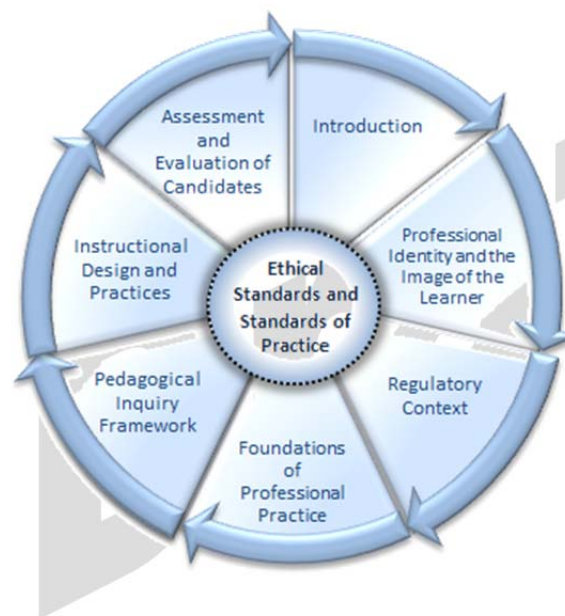 Introduction
Professional
Identity and the
Image of the
Learner
Regulatory
Context
Foundations
of
Professional
Practice
Pedagogical
Inquiry
Framework
Instructional
Design and
Practices
Assessment
and
Evaluation of
Candidates
Ethical
Standards and
Standards of
Practice